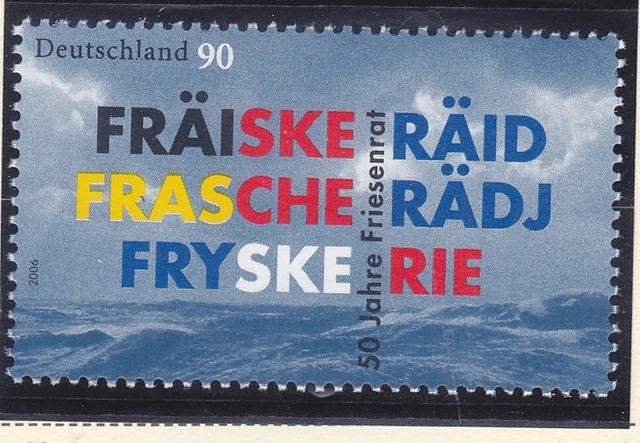 Deutschland 90
FRÄISKE RÄID
FRASCHE RÄDJ
FRYSKE RIE
50 Jahre Friesenrat
2006